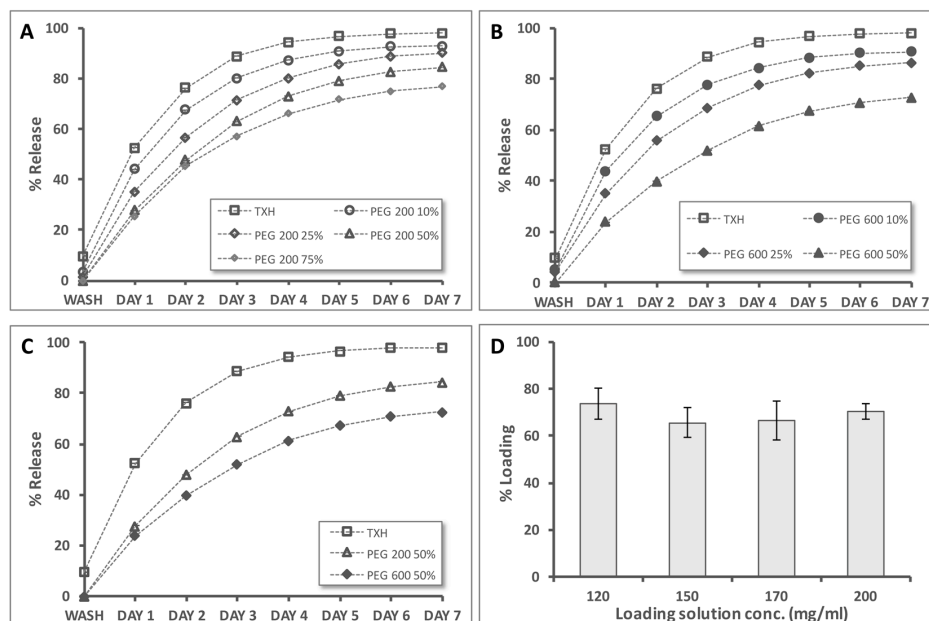 A
% Release
100
80
60
40
20
0
WASH DAY 1 DAY 2 DAY 3 DAY 4 DAY 5 DAY 6 DAY 7
TXH PEG 200 10%
PEG 200 25% PEG 200 50%
PEG 200 75%
B
% Release
100
80
60
40
20
0
WASH DAY 1 DAY 2 DAY 3 DAY 4 DAY 5 DAY 6 DAY 7
TXH PEG 600 10%
PEG 600 25% PEG 600 50%
C
% Release
100
80
60
40
20
0
WASH DAY 1 DAY 2 DAY 3 DAY 4 DAY 5 DAY 6 DAY 7
TXH
PEG 200 50%
PEG 600 50%
D
% Loading
100
80
60
40
20
0
120 150 170 200
Loading solution conc. (mg/ml)